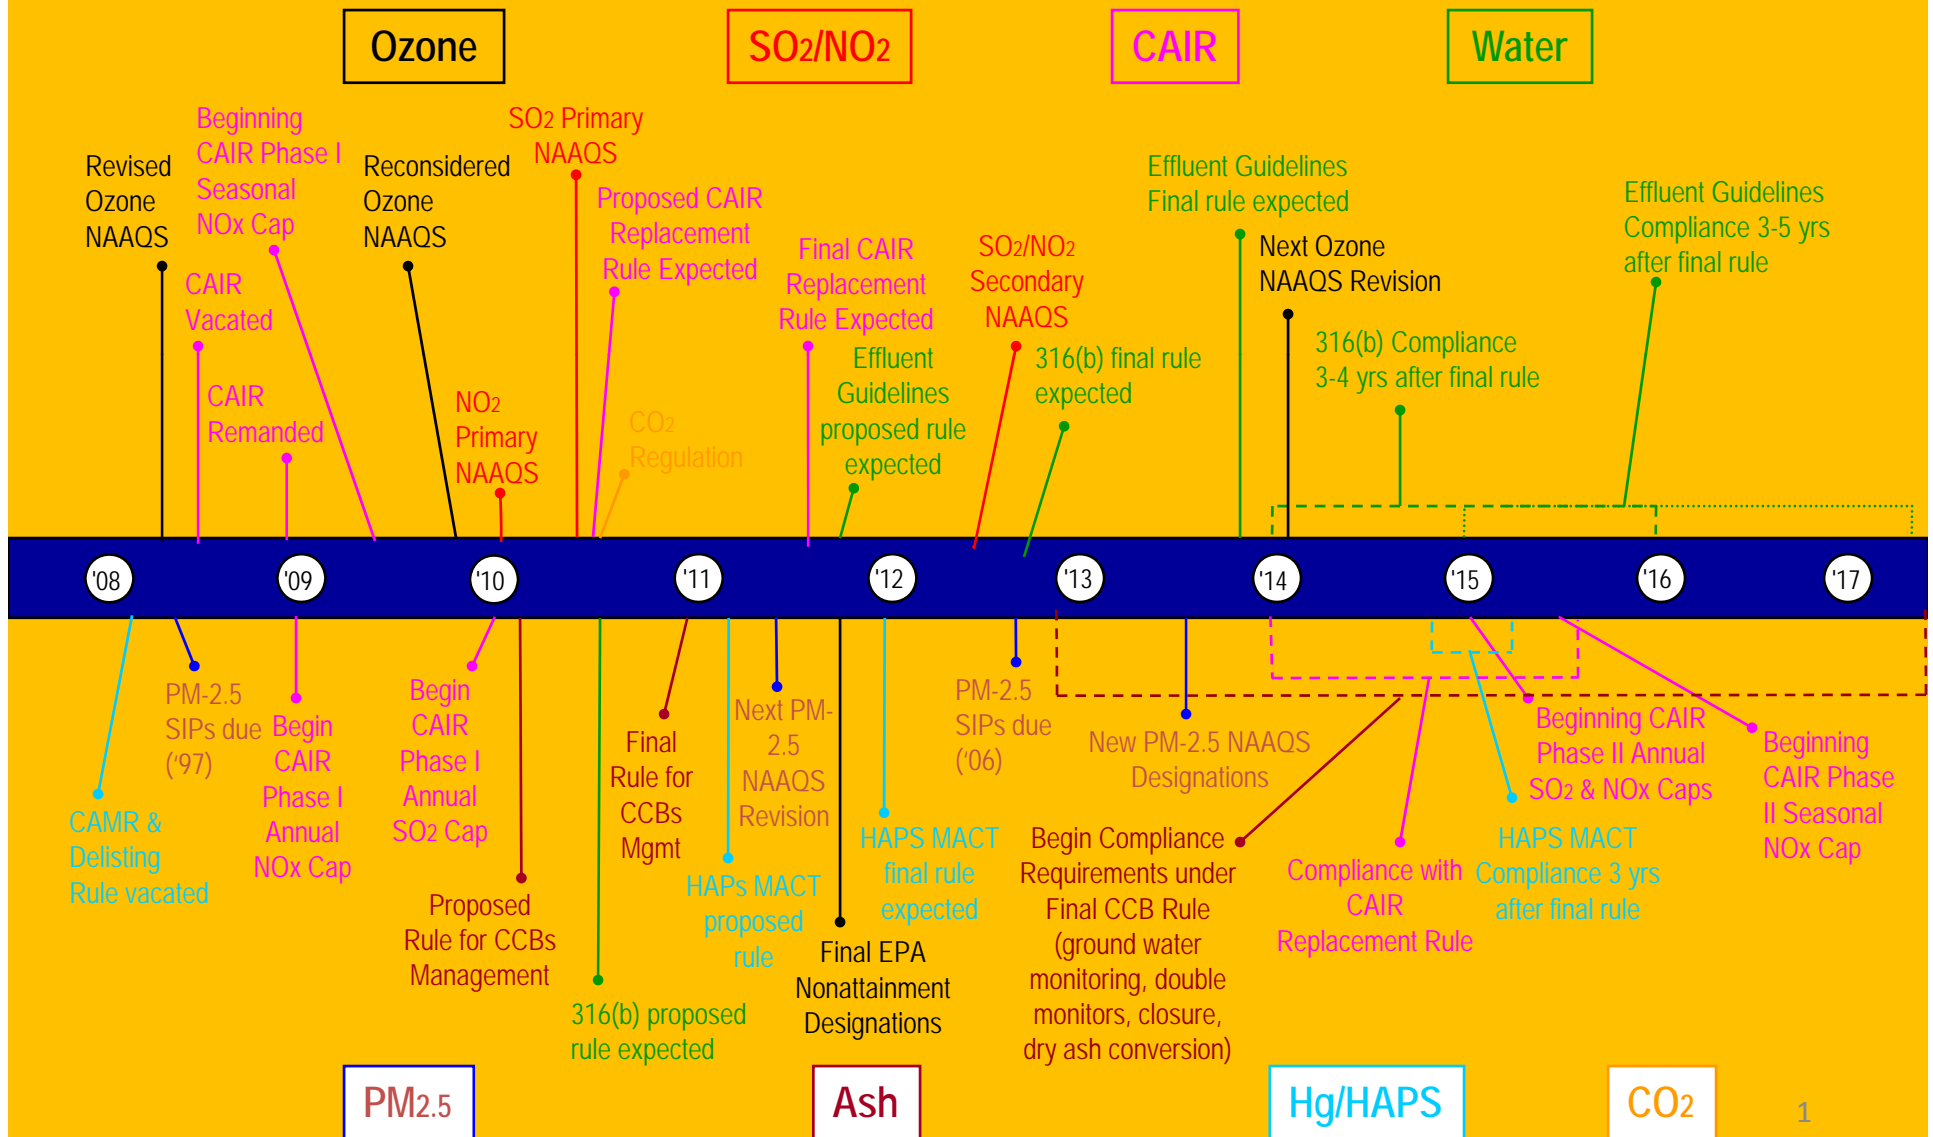 Ozone
SO2/NO2
CAIR
Water
Revised
Ozone
NAAQS
CAIR
Vacated
Beginning
CAIR Phase I
Seasonal
NOx Cap
CAIR
Remanded
Reconsidered
Ozone
NAAQS
NO2
Primary
NAAQS
SO2 Primary
NAAQS
Proposed CAIR
Replacement
Rule Expected
CO2
Regulation
Final CAIR
Replacement
Rule Expected
Effluent
Guidelines
proposed rule
expected
SO2/NO2
Secondary
NAAQS
316(b) final rule
expected
Effluent Guidelines
Final rule expected
Next Ozone
NAAQS Revision
316(b) Compliance
3-4 yrs after final rule
Effluent Guidelines
Compliance 3-5 yrs
after final rule
'08
'09
'10
'11
'12
'13
'14
'15
'16
'17
CAMR &
Delisting
Rule vacated
PM-2.5
SIPs due
('97)
Begin
CAIR
Phase I
Annual
NOx Cap
Begin
CAIR
Phase I
Annual
SO2 Cap
Proposed
Rule for CCBs
Management
316(b) proposed
rule expected
Final
Rule for
CCBs
Mgmt
HAPs MACT
proposed
rule
Next PM-
2.5
NAAQS
Revision
Final EPA
Nonattainment
Designations
HAPS MACT
final rule
expected
PM-2.5
SIPs due
('06)
New PM-2.5 NAAQS
Designations
Begin Compliance
Requirements under
Final CCB Rule
(ground water
monitoring, double
monitors, closure,
dry ash conversion)
Compliance with
CAIR
Replacement Rule
Beginning CAIR
Phase II Annual
SO2 & NOx Caps
HAPS MACT
Compliance 3 yrs
after final rule
Beginning
CAIR Phase
II Seasonal
NOx Cap
PM2.5
Ash
Hg/HAPS
CO2
1